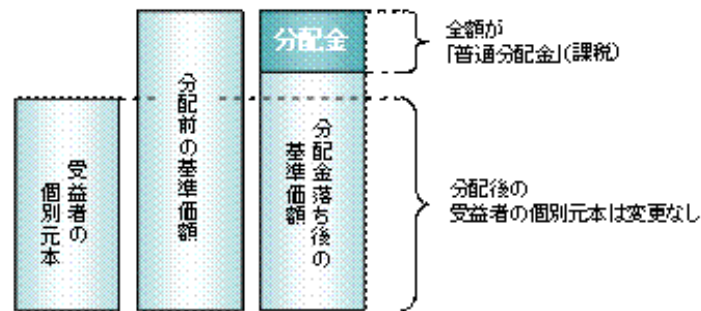 受益者の
個別元本
分配前の基準価額
分配金
分配金落ち後の
基準価額
全額が
「普通分配金」(課税)
分配後の
受益者の個別元本は変更なし